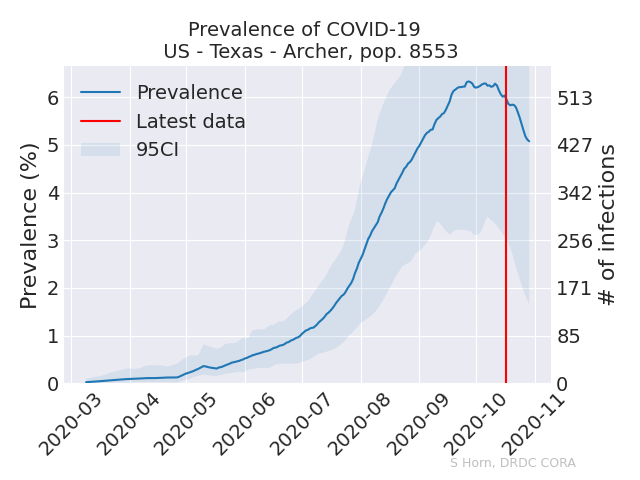 Prevalence of COVID-19
US - Texas - Archer, pop. 8553
Prevalence
Latest data
95CI
Prevalence (%)
6
5
4
3
2
1
0
513
427
342
256
171
85
0
# of infections
2020-03
2020-04
2020-05
2020-06
2020-07
2020-08
2020-09
2020-10
2020-11
S Horn, DRDC CORA